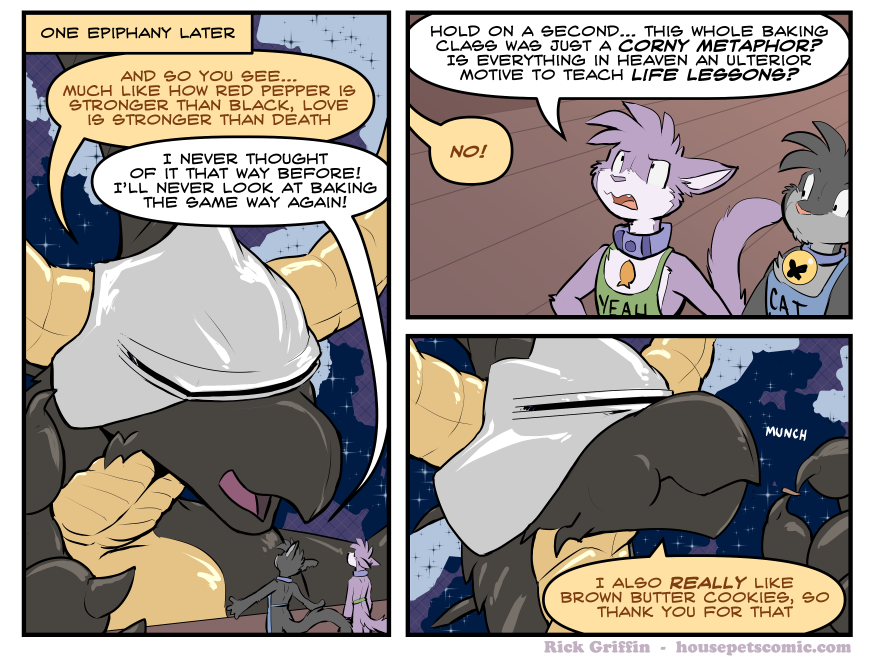 ONE EPIPHANY LATER
AND SO YOU SEE...
MUCH LIKE HOW RED PEPPER IS
STRONGER THAN BLACK, LOVE
IS STRONGER THAN DEATH
I NEVER THOUGHT
OF IT THAT WAY BEFORE!
I'LL NEVER LOOK AT BAKING
THE SAME WAY AGAIN!
HOLD ON A SECOND... THIS WHOLE BAKING
CLASS WAS JUST A CORNY METAPHOR?
IS EVERYTHING IN HEAVEN AN ULTERIOR
MOTIVE TO TEACH LIFE LESSONS?
NO!
YEAH
CAT
MUNCH
I ALSO REALLY LIKE
BROWN BUTTER COOKIES, SO
THANK YOU FOR THAT
Rick Griffin - housepetscomic.com